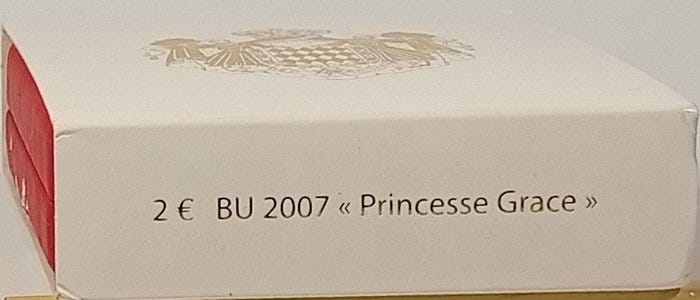 2 € BU 2007 « Princesse Grace »